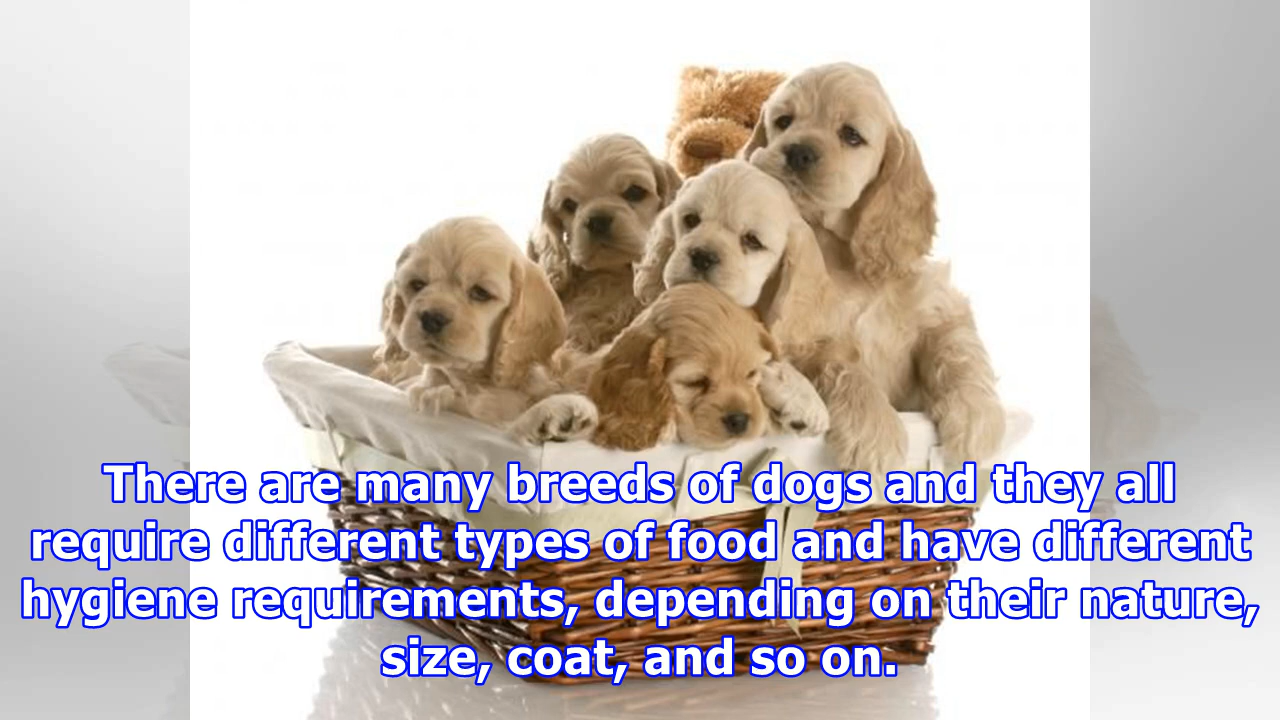 There are many breeds of dogs and they all
require different types of food and have different
hygiene requirements, depending on their nature,
size, coat, and so on.